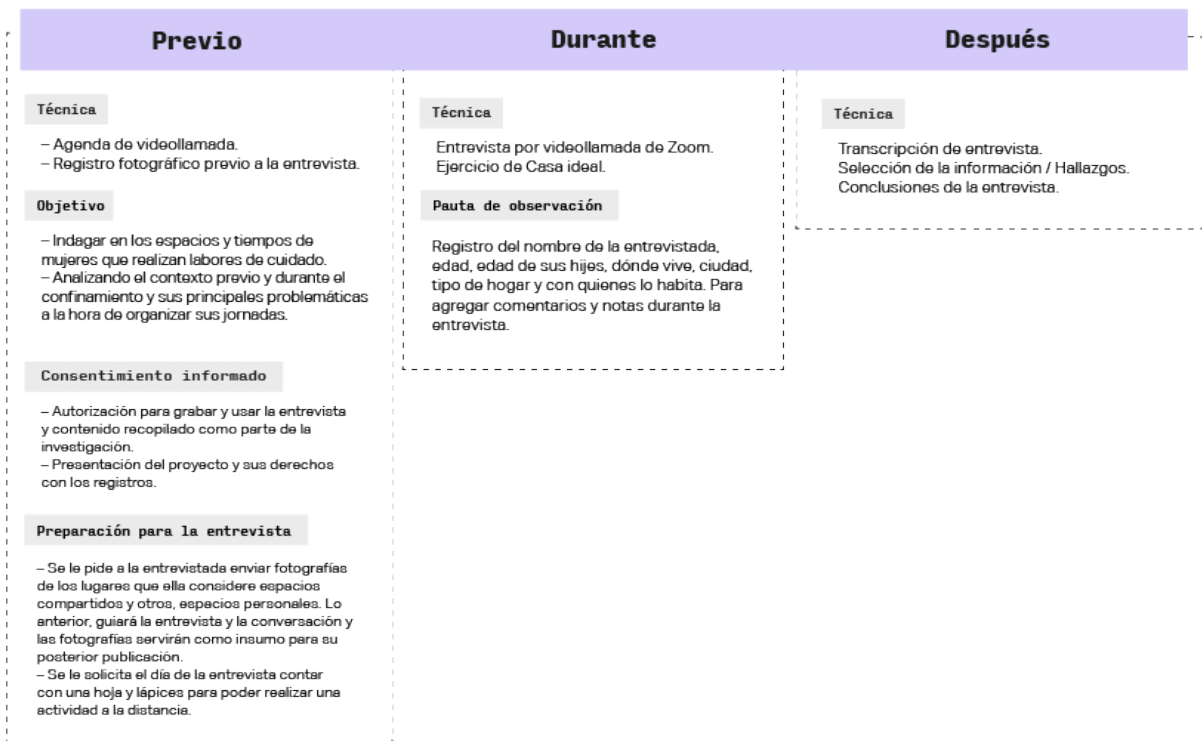 Previo
Técnica
– Agenda de videollamada.
– Registro fotográfico previo a la entrevista.
Objetivo
– Indagar en los espacios y tiempos de
mujeres que realizan labores de cuidado.
– Analizando el contexto previo y durante el
confinamiento y sus principales problemáticas
a la hora de organizar sus jornadas.
Consentimiento informado
– Autorización para grabar y usar la entrevista
y contenido recopilado como parte de la
investigación.
– Presentación del proyecto y sus derechos
con los registros.
Preparación para la entrevista
– Se le pide a la entrevistada enviar fotografías
de los lugares que ella considere espacios
compartidos y otros, espacios personales. Lo
anterior, guiará la entrevista y la conversación y
las fotografías servirán como insumo para su
posterior publicación.
– Se le solicita el día de la entrevista contar
con una hoja y lápices para poder realizar una
actividad a la distancia.
Durante
Técnica
Entrevista por videollamada de Zoom.
Ejercicio de Casa ideal.
Pauta de observación
Registro del nombre de la entrevistada,
edad, edad de sus hijes, dónde vive, ciudad,
tipo de hogar y con quienes lo habita. Para
agregar comentarios y notas durante la
entrevista.
Después
Técnica
Transcripción de entrevista.
Selección de la información / Hallazgos.
Conclusiones de la entrevista.